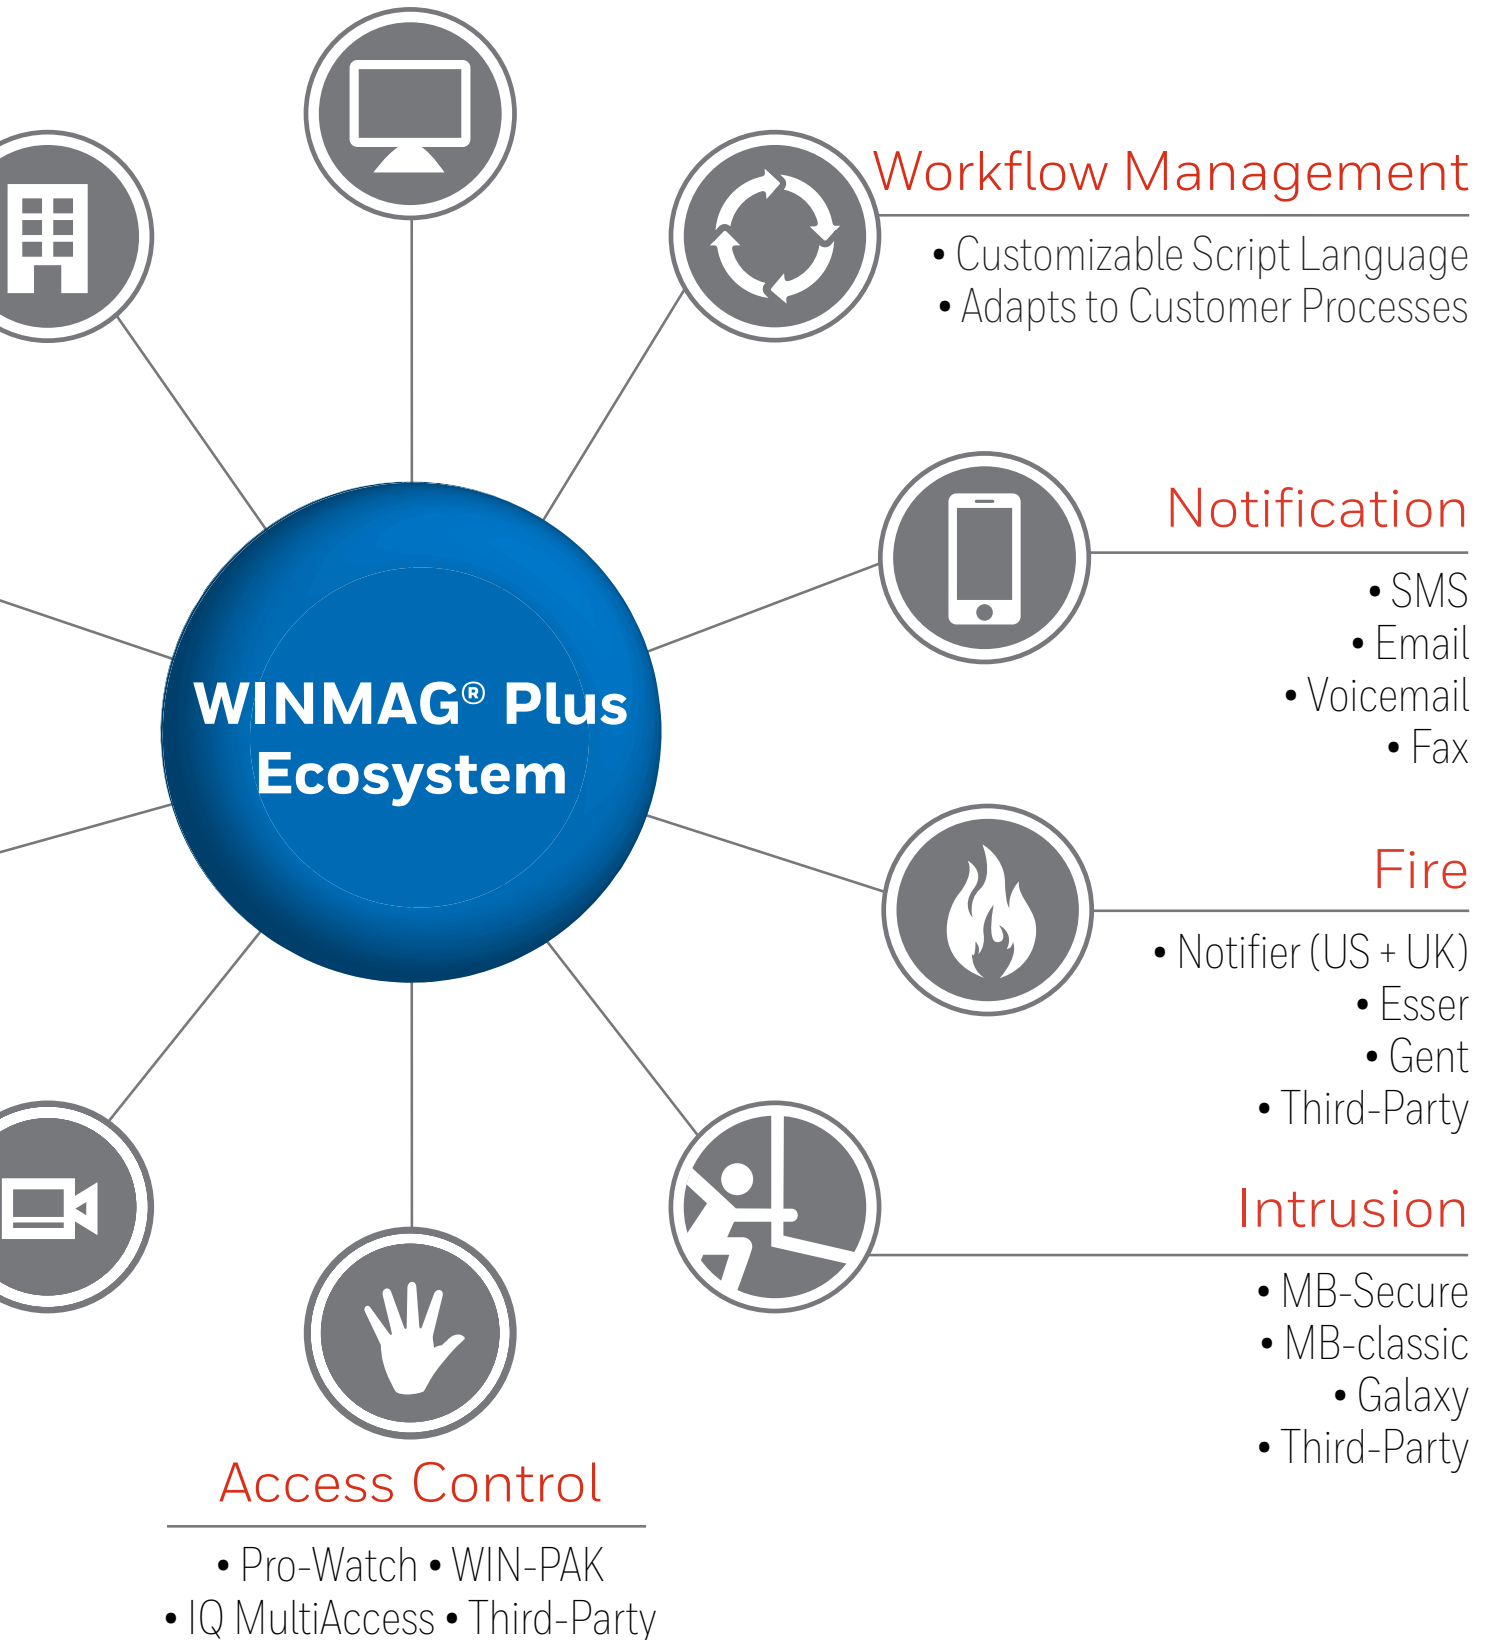 Workflow Management
• Customizable Script Language
• Adapts to Customer Processes
Notification
• SMS
• Email
• Voicemail
• Fax
WINMAG® Plus
Ecosystem
Fire
• Notifier (US + UK)
• Esser
• Gent
• Third-Party
Intrusion
• MB-Secure
• MB-classic
• Galaxy
• Third-Party
Access Control
• Pro-Watch • WIN-PAK
• IQ MultiAccess • Third-Party